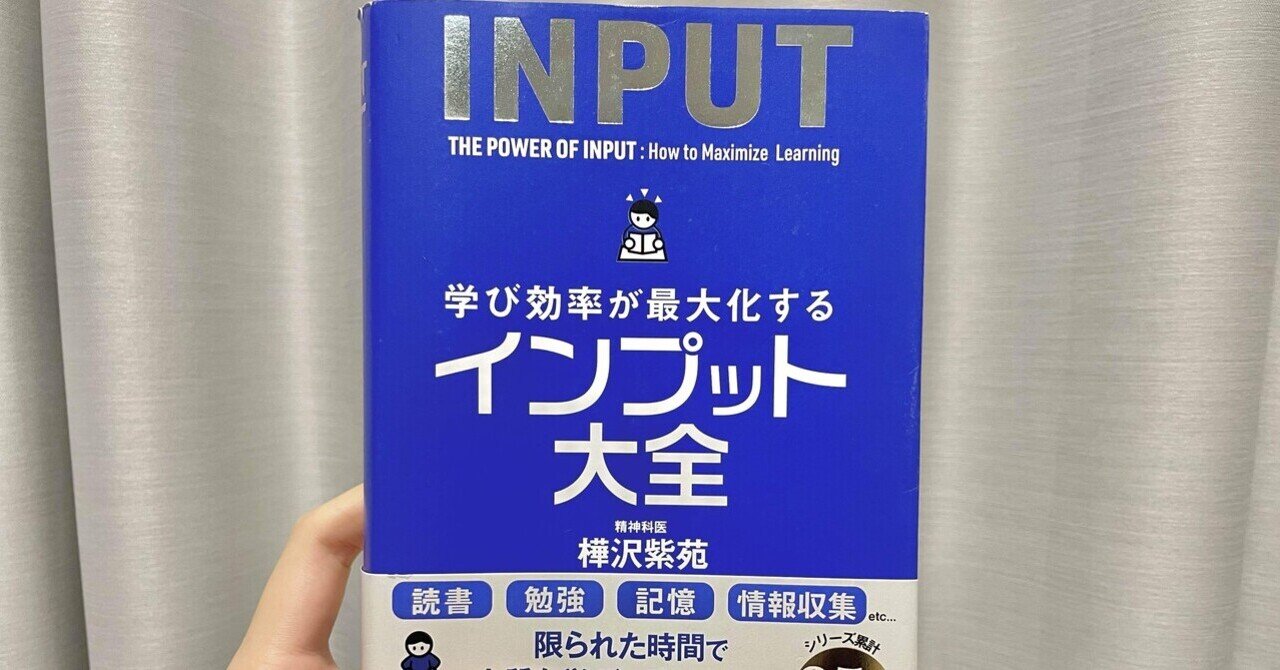 INPUT
THE POWER OF INPUT : How to Maximize Learning
学び効率が最大化する
インプット
大全
精神科医
樺沢紫苑
読書 勉強 記憶 情報収集 etc...
限られた時間で
シリーズ累計